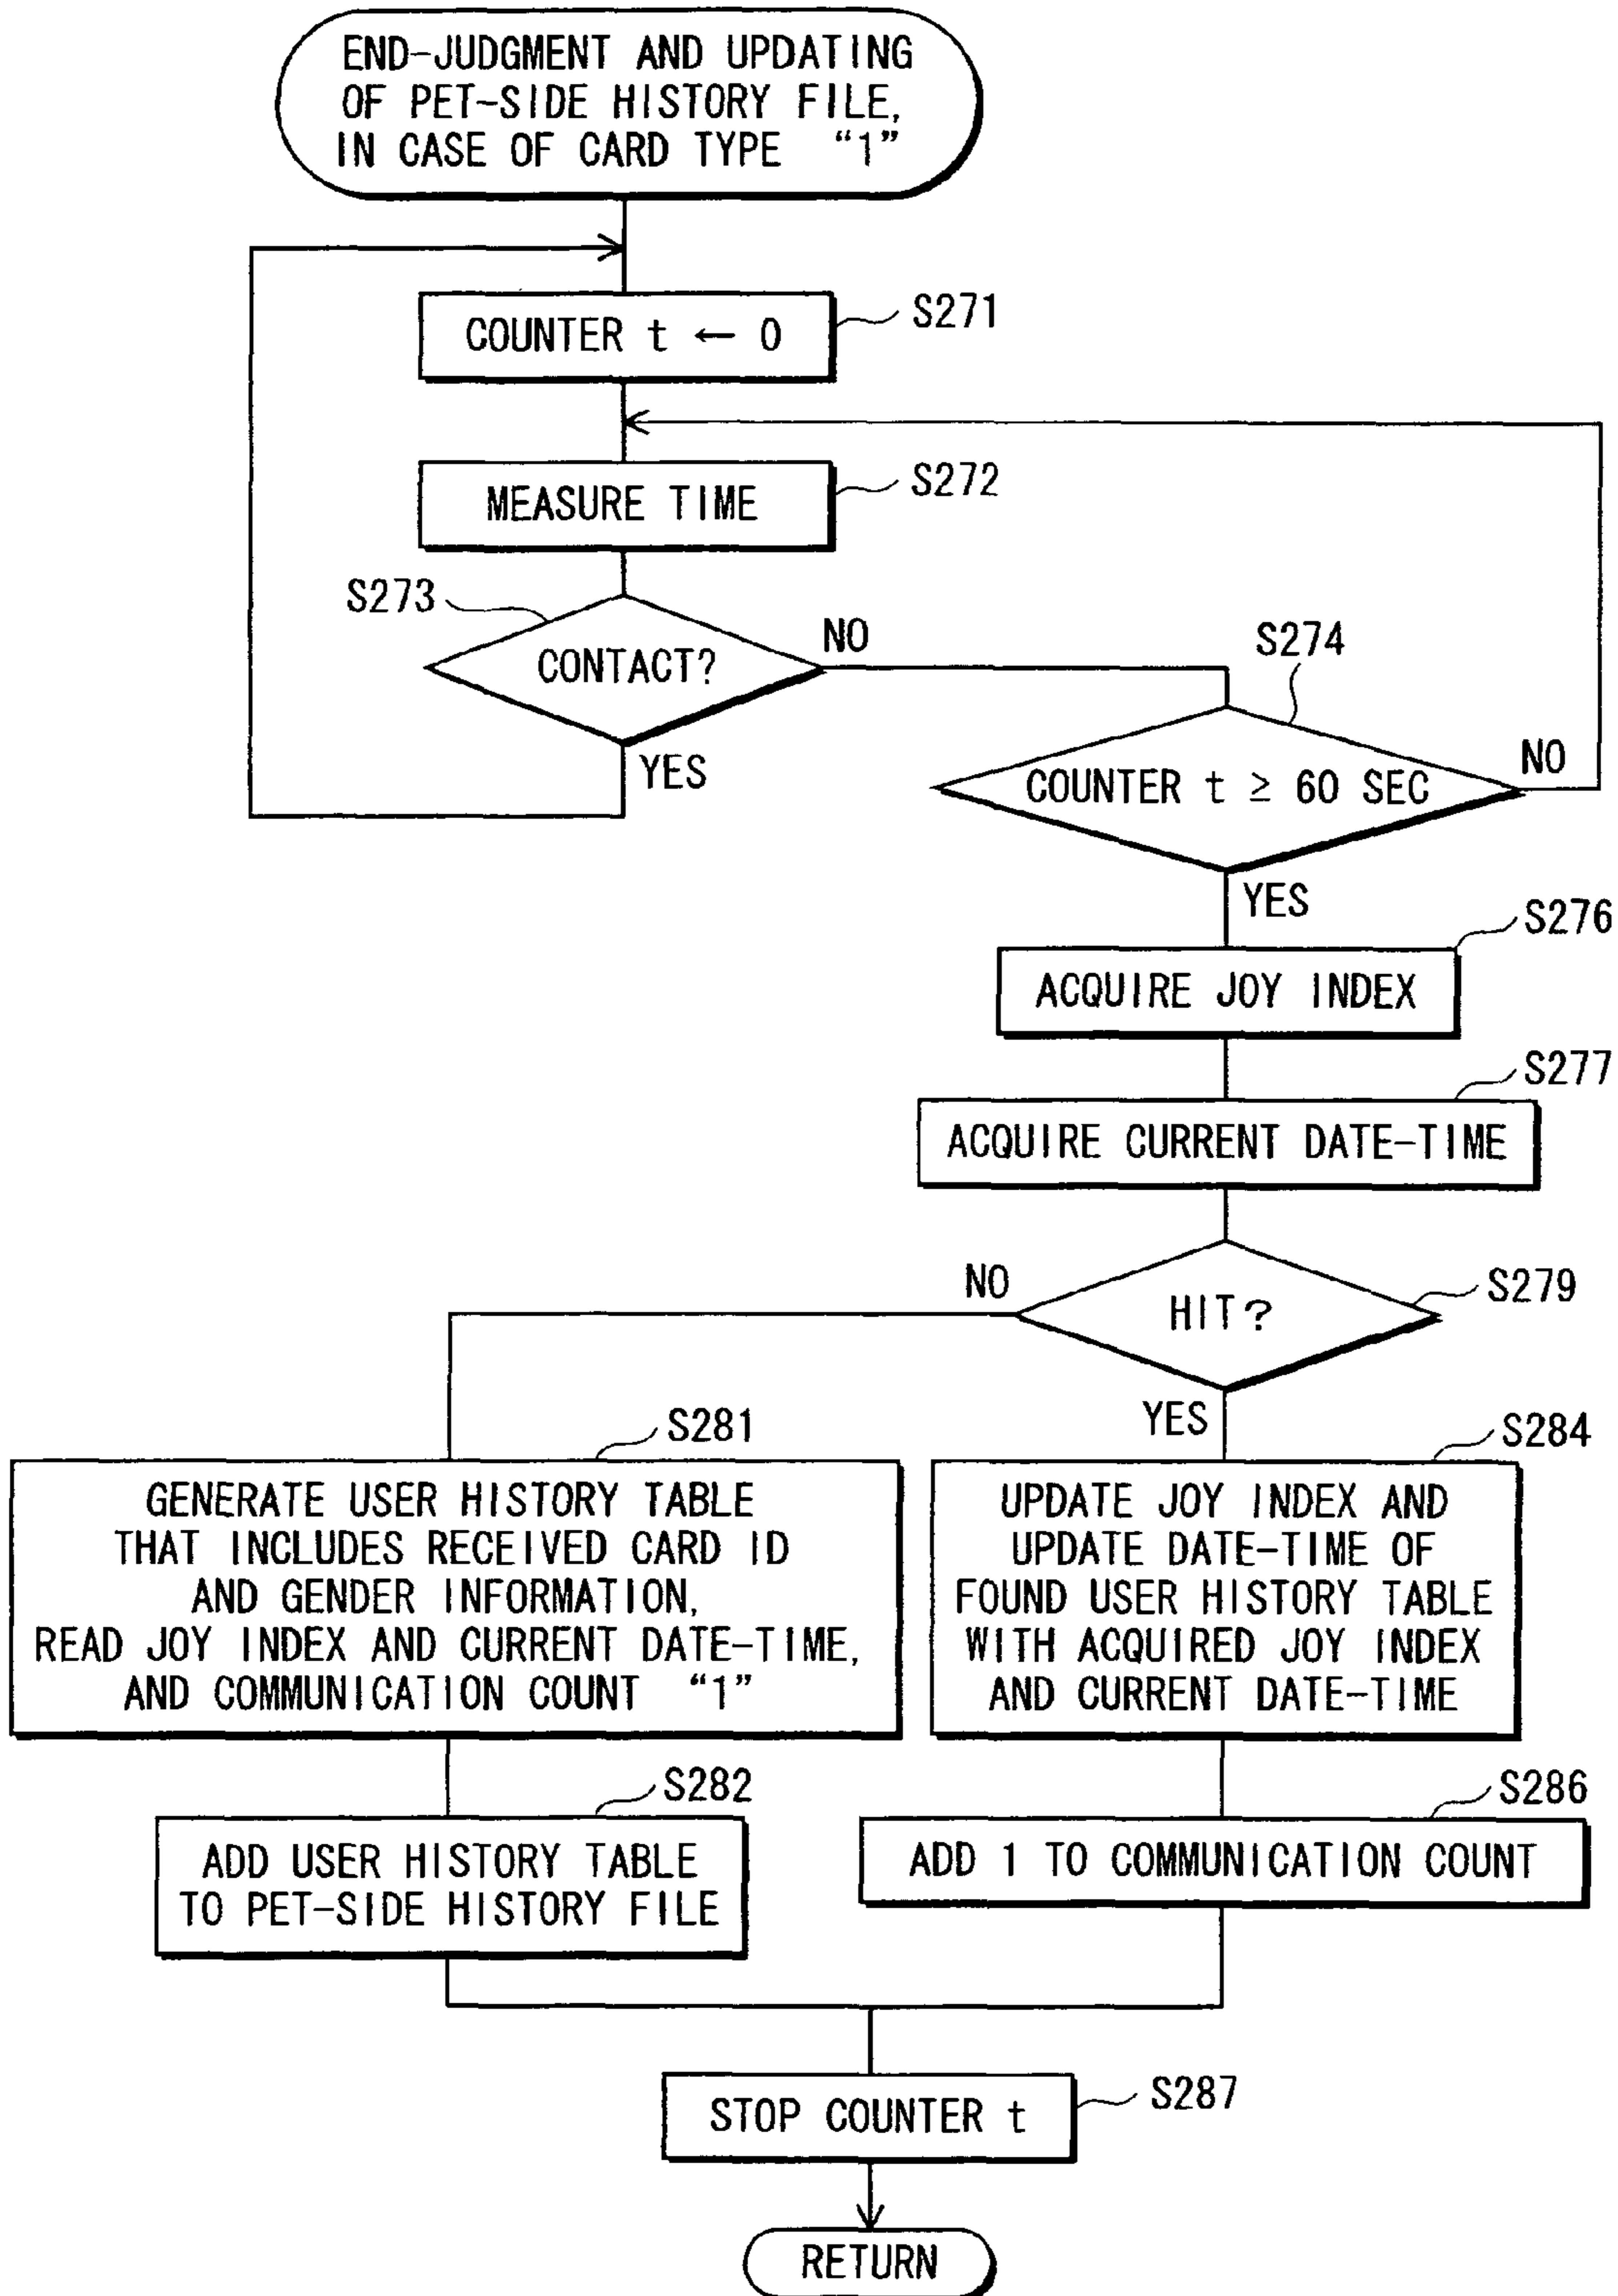 END-JUDGMENT AND UPDATING
OF PET-SIDE HISTORY FILE,
IN CASE OF CARD TYPE "1"
COUNTER t ← 0
S271
MEASURE TIME
S272
S273
CONTACT?
NO
YES
S274
COUNTER t ≥ 60 SEC
NO
YES
S276
ACQUIRE JOY INDEX
S277
ACQUIRE CURRENT DATE-TIME
S279
HIT?
NO
YES
S281
GENERATE USER HISTORY TABLE
THAT INCLUDES RECEIVED CARD ID
AND GENDER INFORMATION,
READ JOY INDEX AND CURRENT DATE-TIME,
AND COMMUNICATION COUNT "1"
S284
UPDATE JOY INDEX AND
UPDATE DATE-TIME OF
FOUND USER HISTORY TABLE
WITH ACQUIRED JOY INDEX
AND CURRENT DATE-TIME
S282
ADD USER HISTORY TABLE
TO PET-SIDE HISTORY FILE
S286
ADD 1 TO COMMUNICATION COUNT
STOP COUNTER t
S287
RETURN